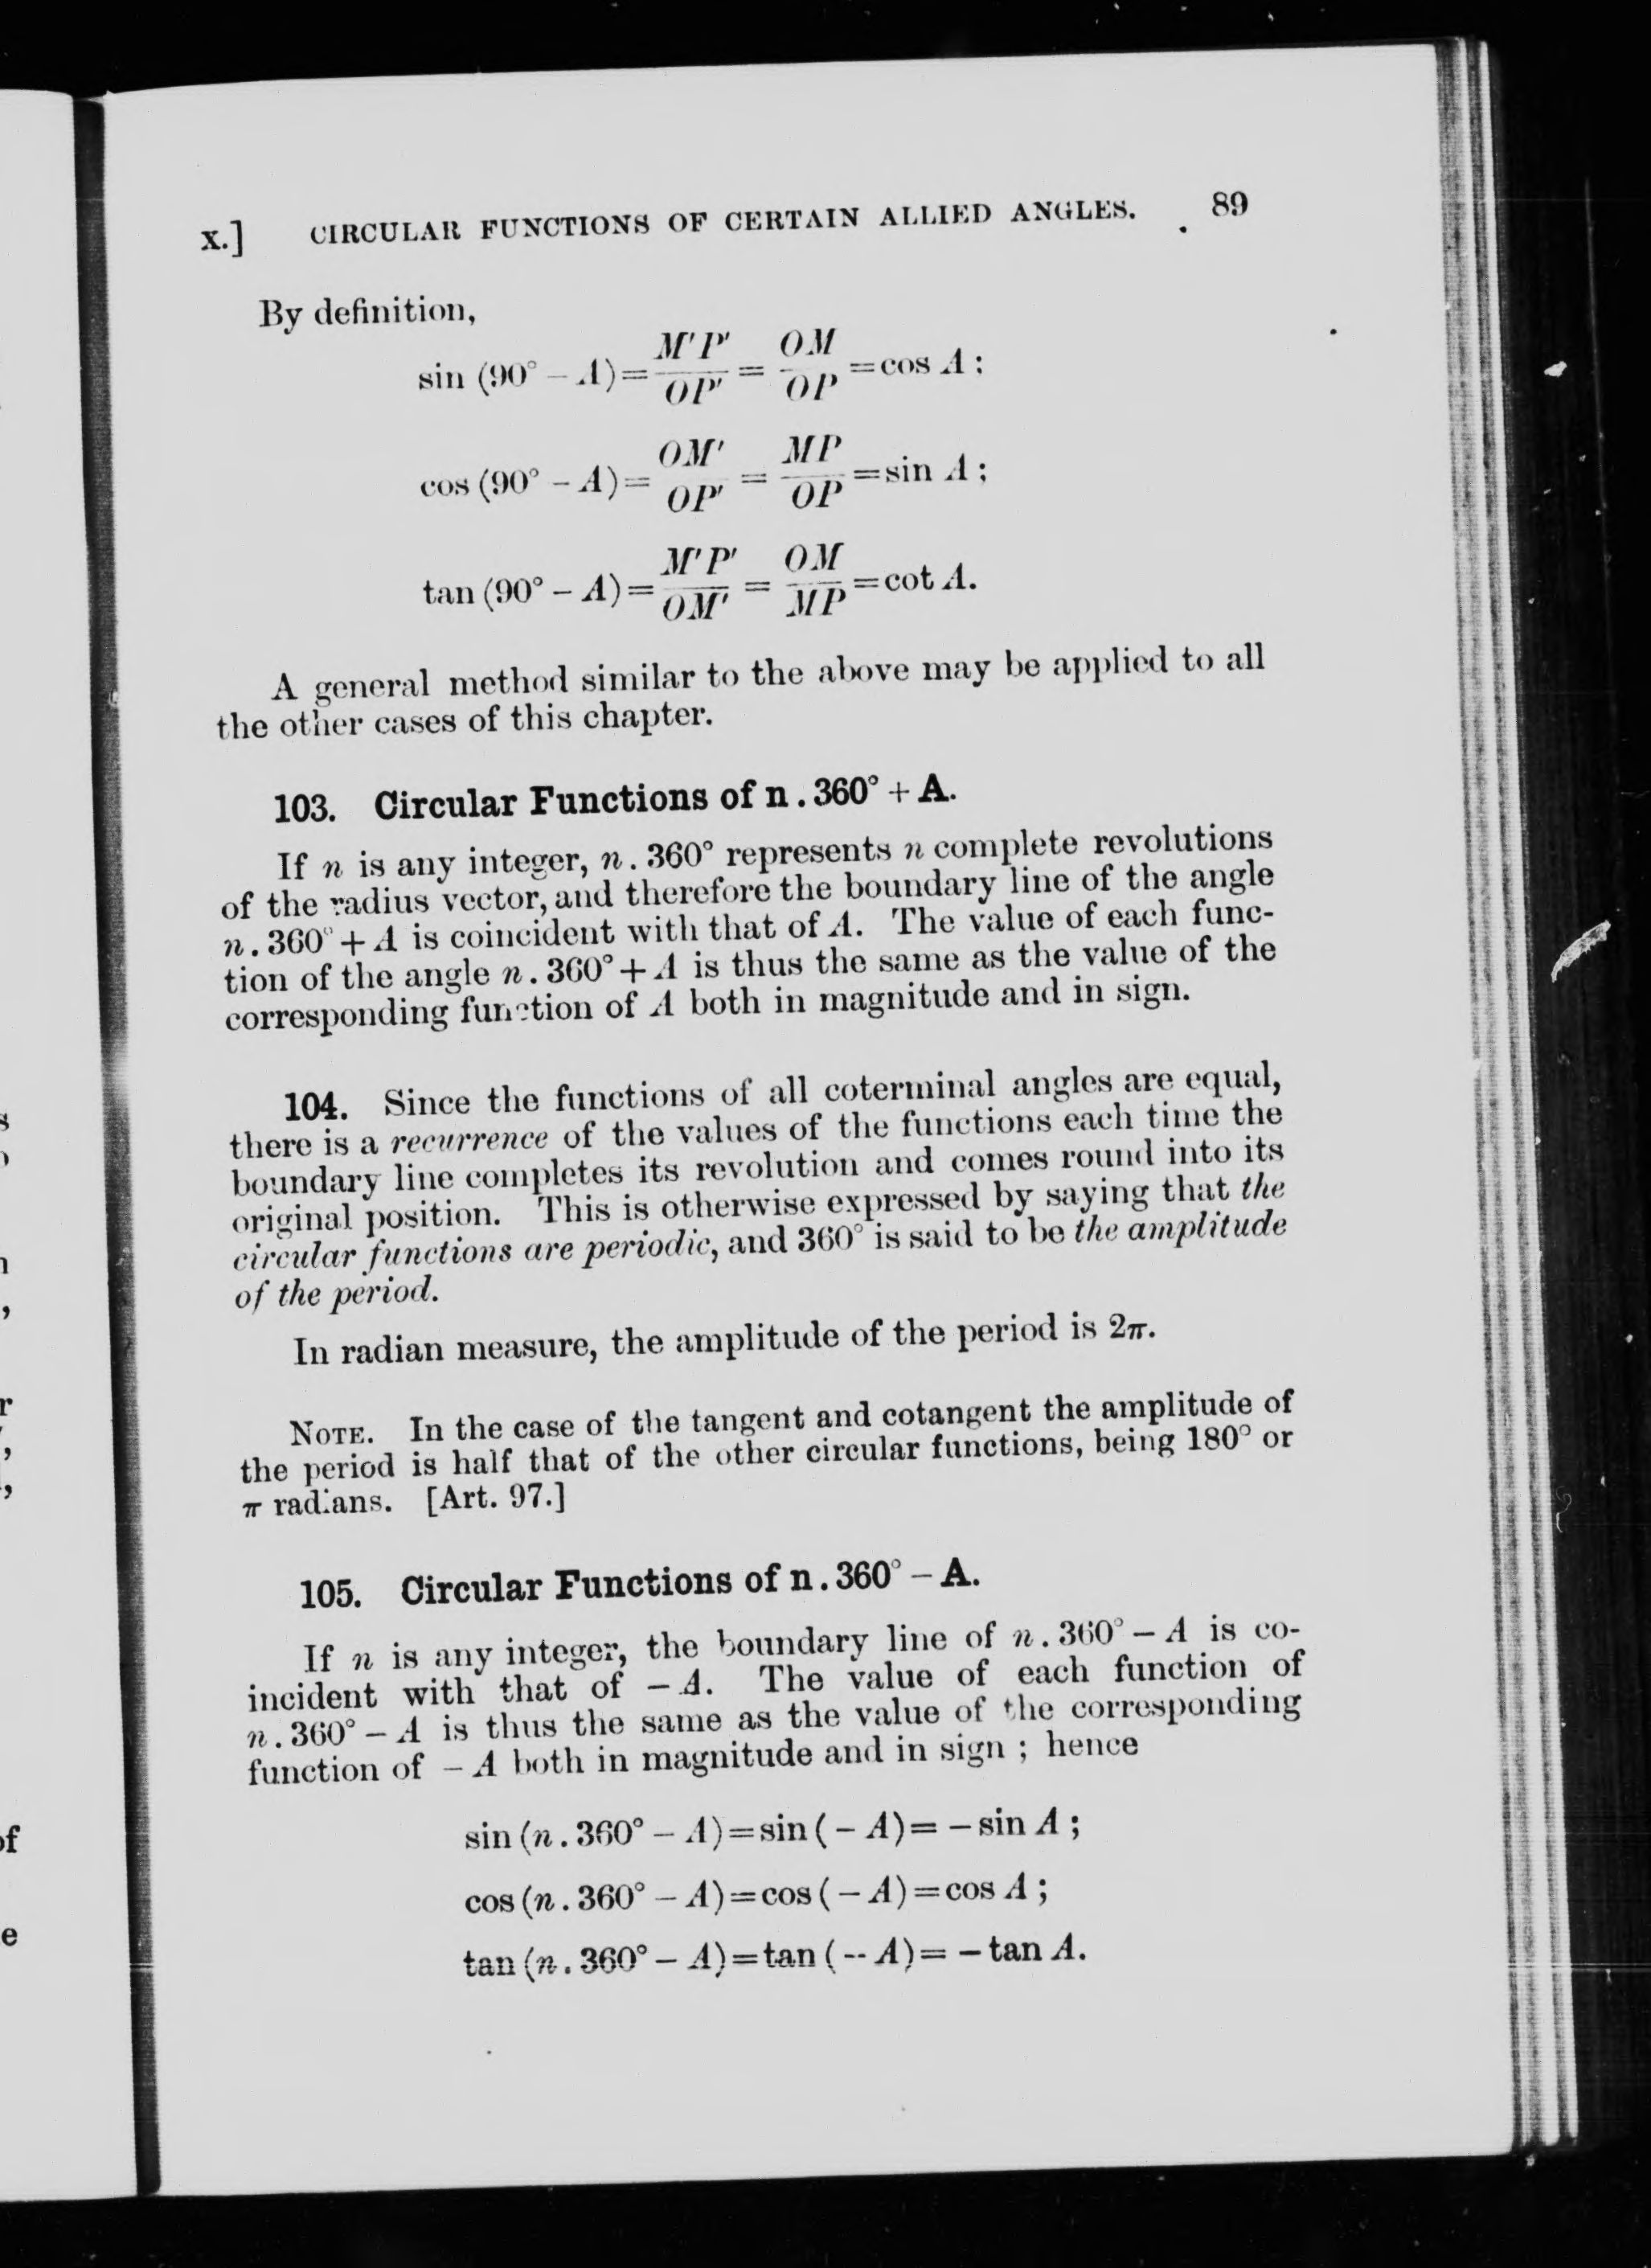 X.] CIRCULAR FUNCTIONS OF CERTAIN ALLIED ANGLES. 89
By definition,
sin (90° – A) = M'P'/OP' = OM/OP = cos A ;
cos (90° – A) = OM'/OP' = MP/OP = sin A ;
tan (90° – A) = M'P'/OM' = OM/MP = cot A.
A general method similar to the above may be applied to all
the other cases of this chapter.
103. Circular Functions of n . 360° + A.
If n is any integer, n . 360° represents n complete revolutions
of the radius vector, and therefore the boundary line of the angle
n . 360° + A is coincident with that of A. The value of each func-
tion of the angle n . 360° + A is thus the same as the value of the
corresponding function of A both in magnitude and in sign.
104. Since the functions of all coterminal angles are equal,
there is a recurrence of the values of the functions each time the
boundary line completes its revolution and comes round into its
original position. This is otherwise expressed by saying that the
circular functions are periodic, and 360° is said to be the amplitude
of the period.
In radian measure, the amplitude of the period is 2π.
NOTE. In the case of the tangent and cotangent the amplitude of
the period is half that of the other circular functions, being 180° or
π radians. [Art. 97.]
105. Circular Functions of n . 360° – A.
If n is any integer, the boundary line of n . 360° – A is co-
incident with that of – A. The value of each function of
n . 360° – A is thus the same as the value of the corresponding
function of – A both in magnitude and in sign ; hence
sin (n . 360° – A) = sin ( – A) = – sin A ;
cos (n . 360° – A) = cos ( – A) = cos A ;
tan (n . 360° – A) = tan ( – A) = – tan A.